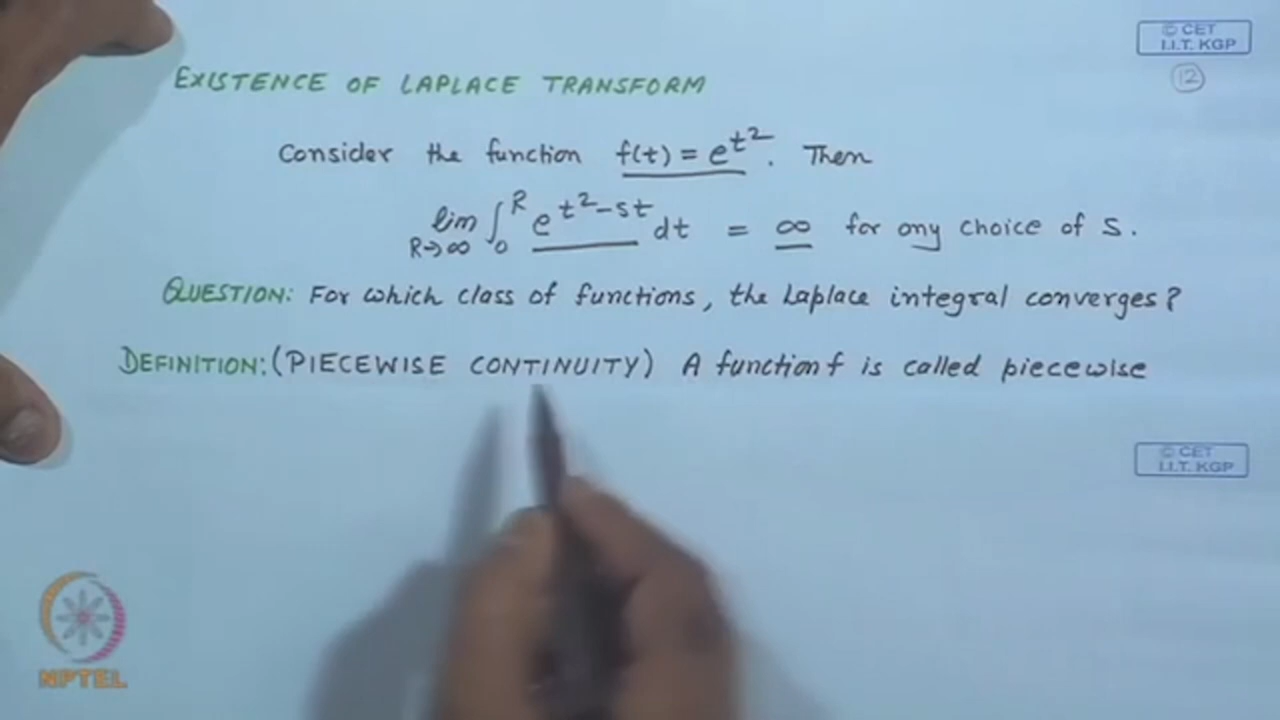 © CET
I.I.T. KGP
12
EXISTENCE OF LAPLACE TRANSFORM
Consider the function f(t) = e^{t^2}. Then
lim_{R→∞} ∫_0^R e^{t^2-st} dt = ∞ for any choice of s.
QUESTION: For which class of functions, the Laplace integral converges?
DEFINITION: (PIECEWISE CONTINUITY) A function f is called piecewise
© CET
I.I.T. KGP
NPTEL